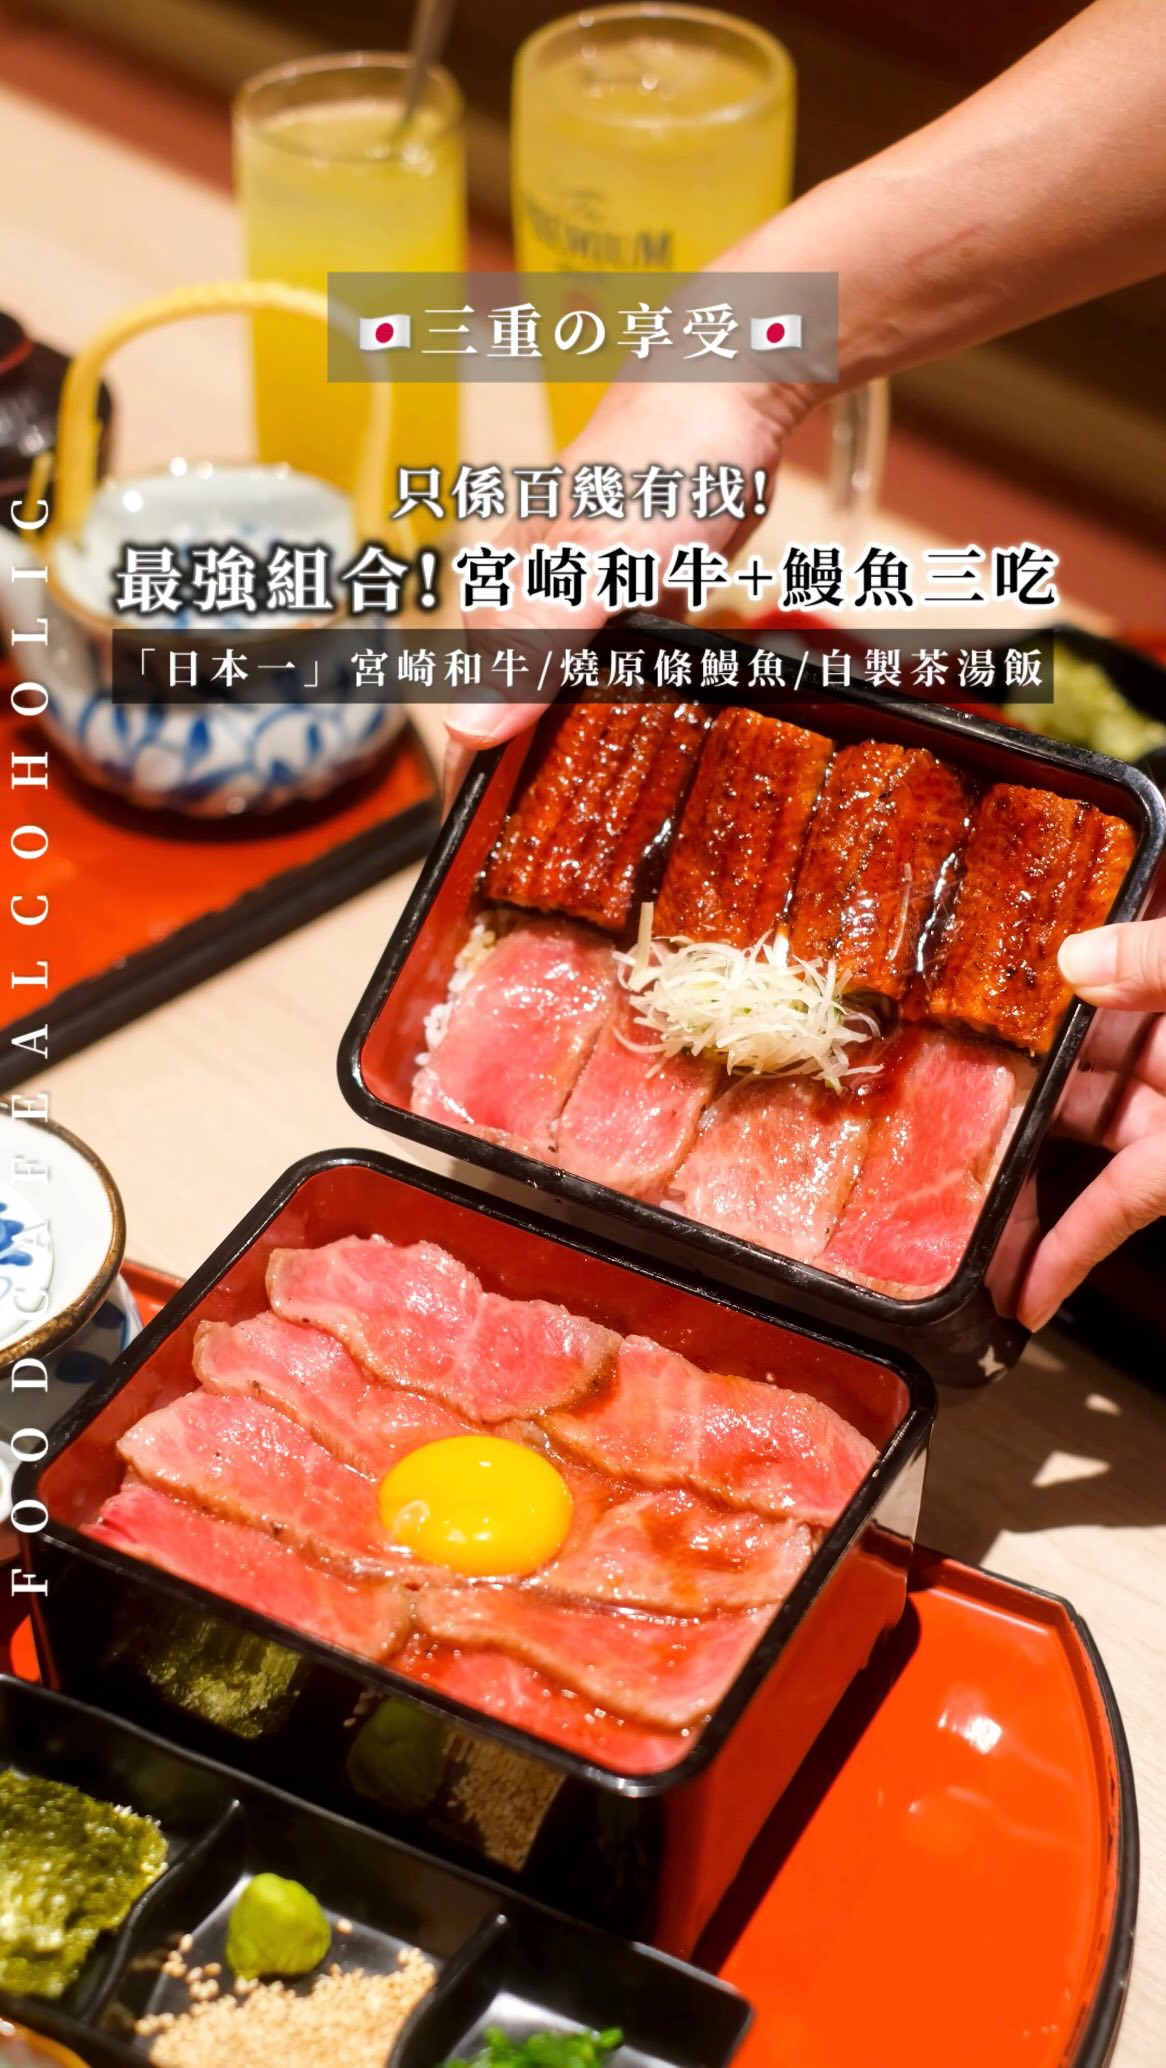 The
PREMIUM
🇯🇵三重の享受🇯🇵
只係百幾有找!
最強組合!宮崎和牛+鰻魚三吃
「日本一」宮崎和牛/燒原條鰻魚/自製茶湯飯
FOODCAFEALCOHOLIC